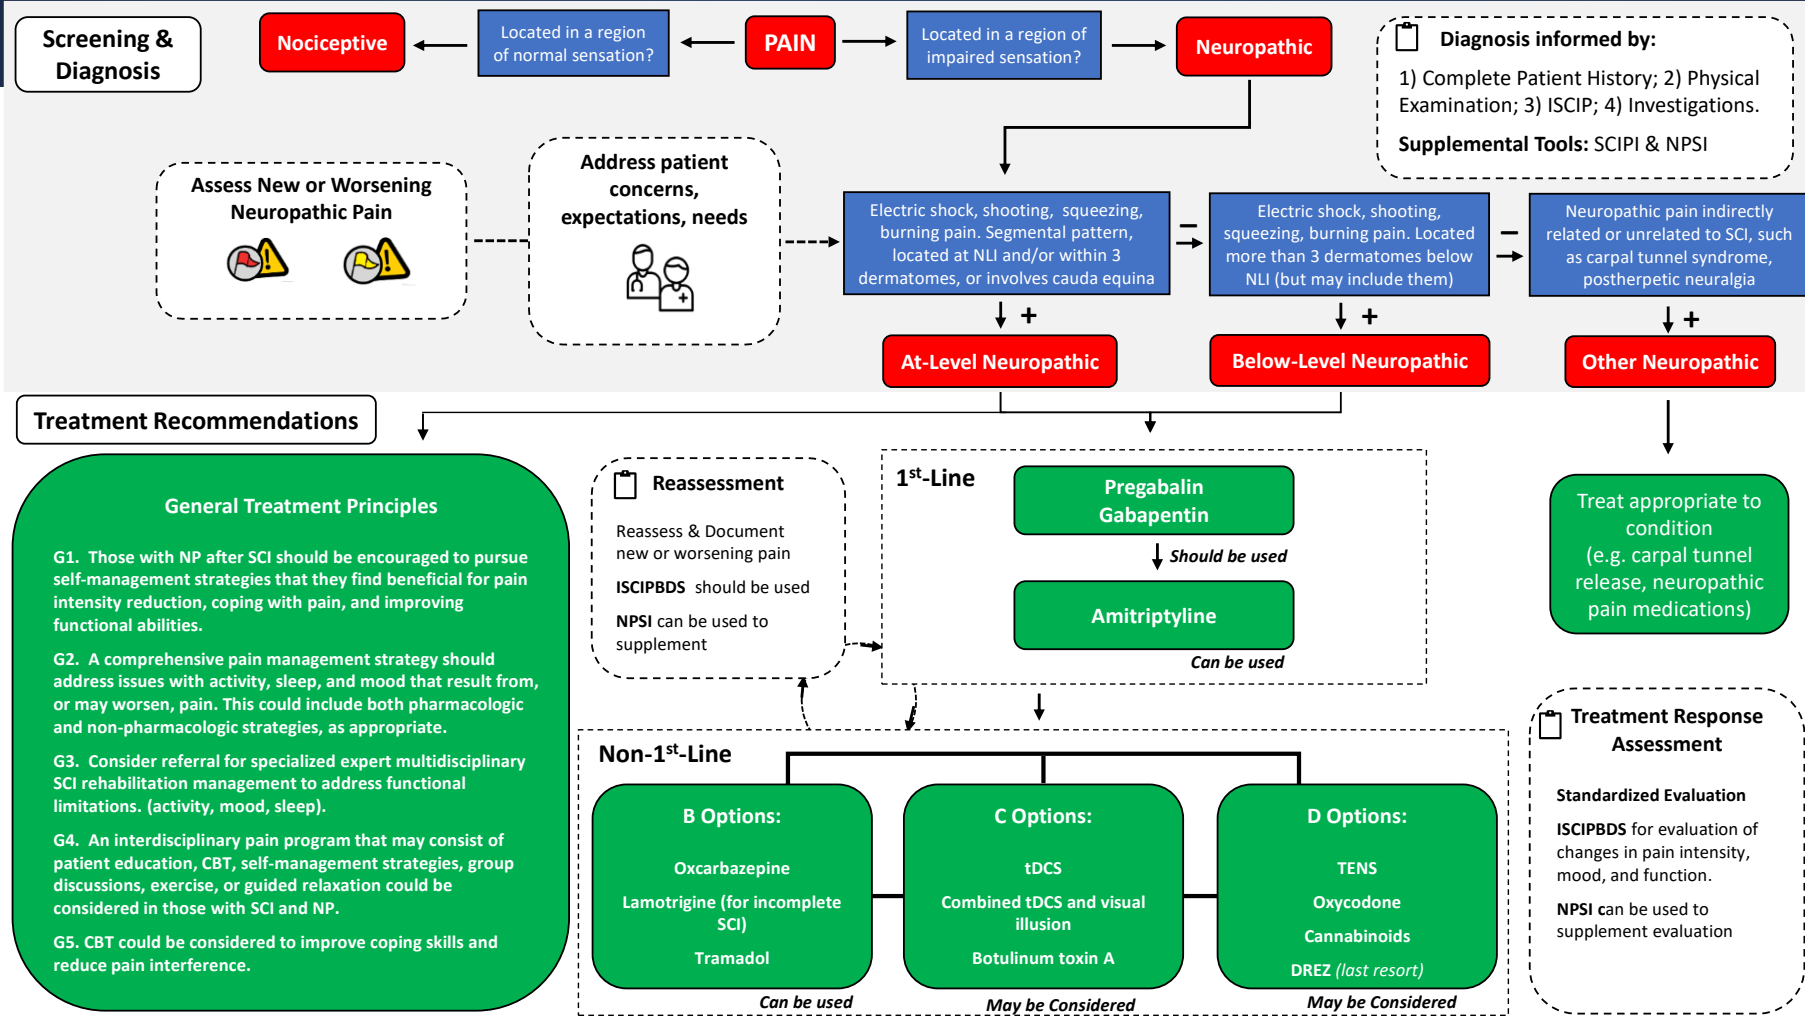 Screening &
Diagnosis
Nociceptive
Located in a region
of normal sensation?
PAIN
Located in a region of
impaired sensation?
Neuropathic
Diagnosis informed by:
1) Complete Patient History; 2) Physical
Examination; 3) ISCIP; 4) Investigations.
Supplemental Tools: SCIPI & NPSI
Assess New or Worsening
Neuropathic Pain
Address patient
concerns,
expectations, needs
Electric shock, shooting, squeezing,
burning pain. Segmental pattern,
located at NLI and/or within 3
dermatomes, or involves cauda equina
–
Electric shock, shooting,
squeezing, burning pain. Located
more than 3 dermatomes below
NLI (but may include them)
–
Neuropathic pain indirectly
related or unrelated to SCI, such
as carpal tunnel syndrome,
postherpetic neuralgia
+
+
+
At-Level Neuropathic
Below-Level Neuropathic
Other Neuropathic
Treatment Recommendations
General Treatment Principles
G1. Those with NP after SCI should be encouraged to pursue
self-management strategies that they find beneficial for pain
intensity reduction, coping with pain, and improving
functional abilities.
G2. A comprehensive pain management strategy should
address issues with activity, sleep, and mood that result from,
or may worsen, pain. This could include both pharmacologic
and non-pharmacologic strategies, as appropriate.
G3. Consider referral for specialized expert multidisciplinary
SCI rehabilitation management to address functional
limitations. (activity, mood, sleep).
G4. An interdisciplinary pain program that may consist of
patient education, CBT, self-management strategies, group
discussions, exercise, or guided relaxation could be
considered in those with SCI and NP.
G5. CBT could be considered to improve coping skills and
reduce pain interference.
Reassessment
Reassess & Document
new or worsening pain
ISCIPBDS should be used
NPSI can be used to
supplement
1st-Line
Pregabalin
Gabapentin
Should be used
Amitriptyline
Can be used
Treat appropriate to
condition
(e.g. carpal tunnel
release, neuropathic
pain medications)
Non-1st-Line
B Options:
Oxcarbazepine
Lamotrigine (for incomplete
SCI)
Tramadol
Can be used
C Options:
tDCS
Combined tDCS and visual
illusion
Botulinum toxin A
May be Considered
D Options:
TENS
Oxycodone
Cannabinoids
DREZ (last resort)
May be Considered
Treatment Response
Assessment
Standardized Evaluation
ISCIPBDS for evaluation of
changes in pain intensity,
mood, and function.
NPSI can be used to
supplement evaluation